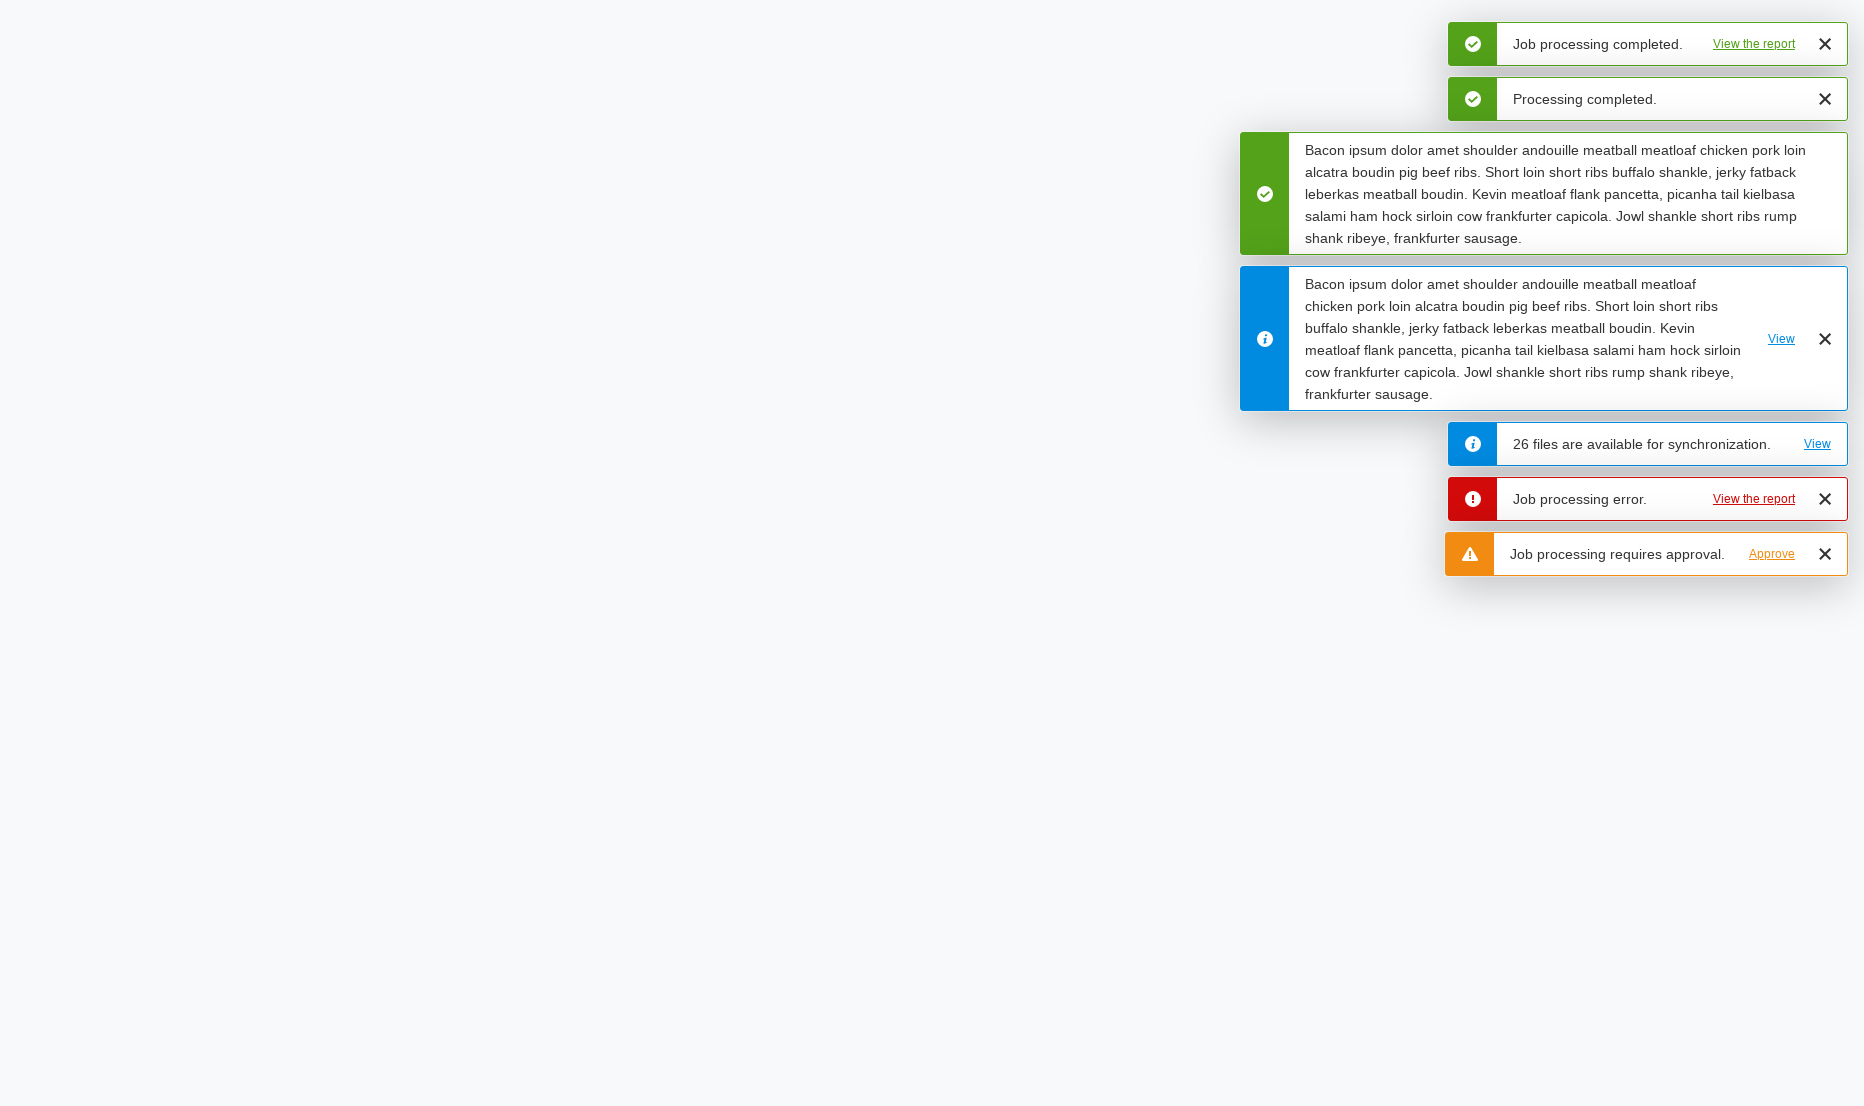 Job processing completed. View the report
Processing completed.
Bacon ipsum dolor amet shoulder andouille meatball meatloaf chicken pork loin
alcatra boudin pig beef ribs. Short loin short ribs buffalo shankle, jerky fatback
leberkas meatball boudin. Kevin meatloaf flank pancetta, picanha tail kielbasa
salami ham hock sirloin cow frankfurter capicola. Jowl shankle short ribs rump
shank ribeye, frankfurter sausage.
Bacon ipsum dolor amet shoulder andouille meatball meatloaf
chicken pork loin alcatra boudin pig beef ribs. Short loin short ribs
buffalo shankle, jerky fatback leberkas meatball boudin. Kevin
meatloaf flank pancetta, picanha tail kielbasa salami ham hock sirloin
cow frankfurter capicola. Jowl shankle short ribs rump shank ribeye,
frankfurter sausage.
View
26 files are available for synchronization. View
Job processing error. View the report
Job processing requires approval. Approve